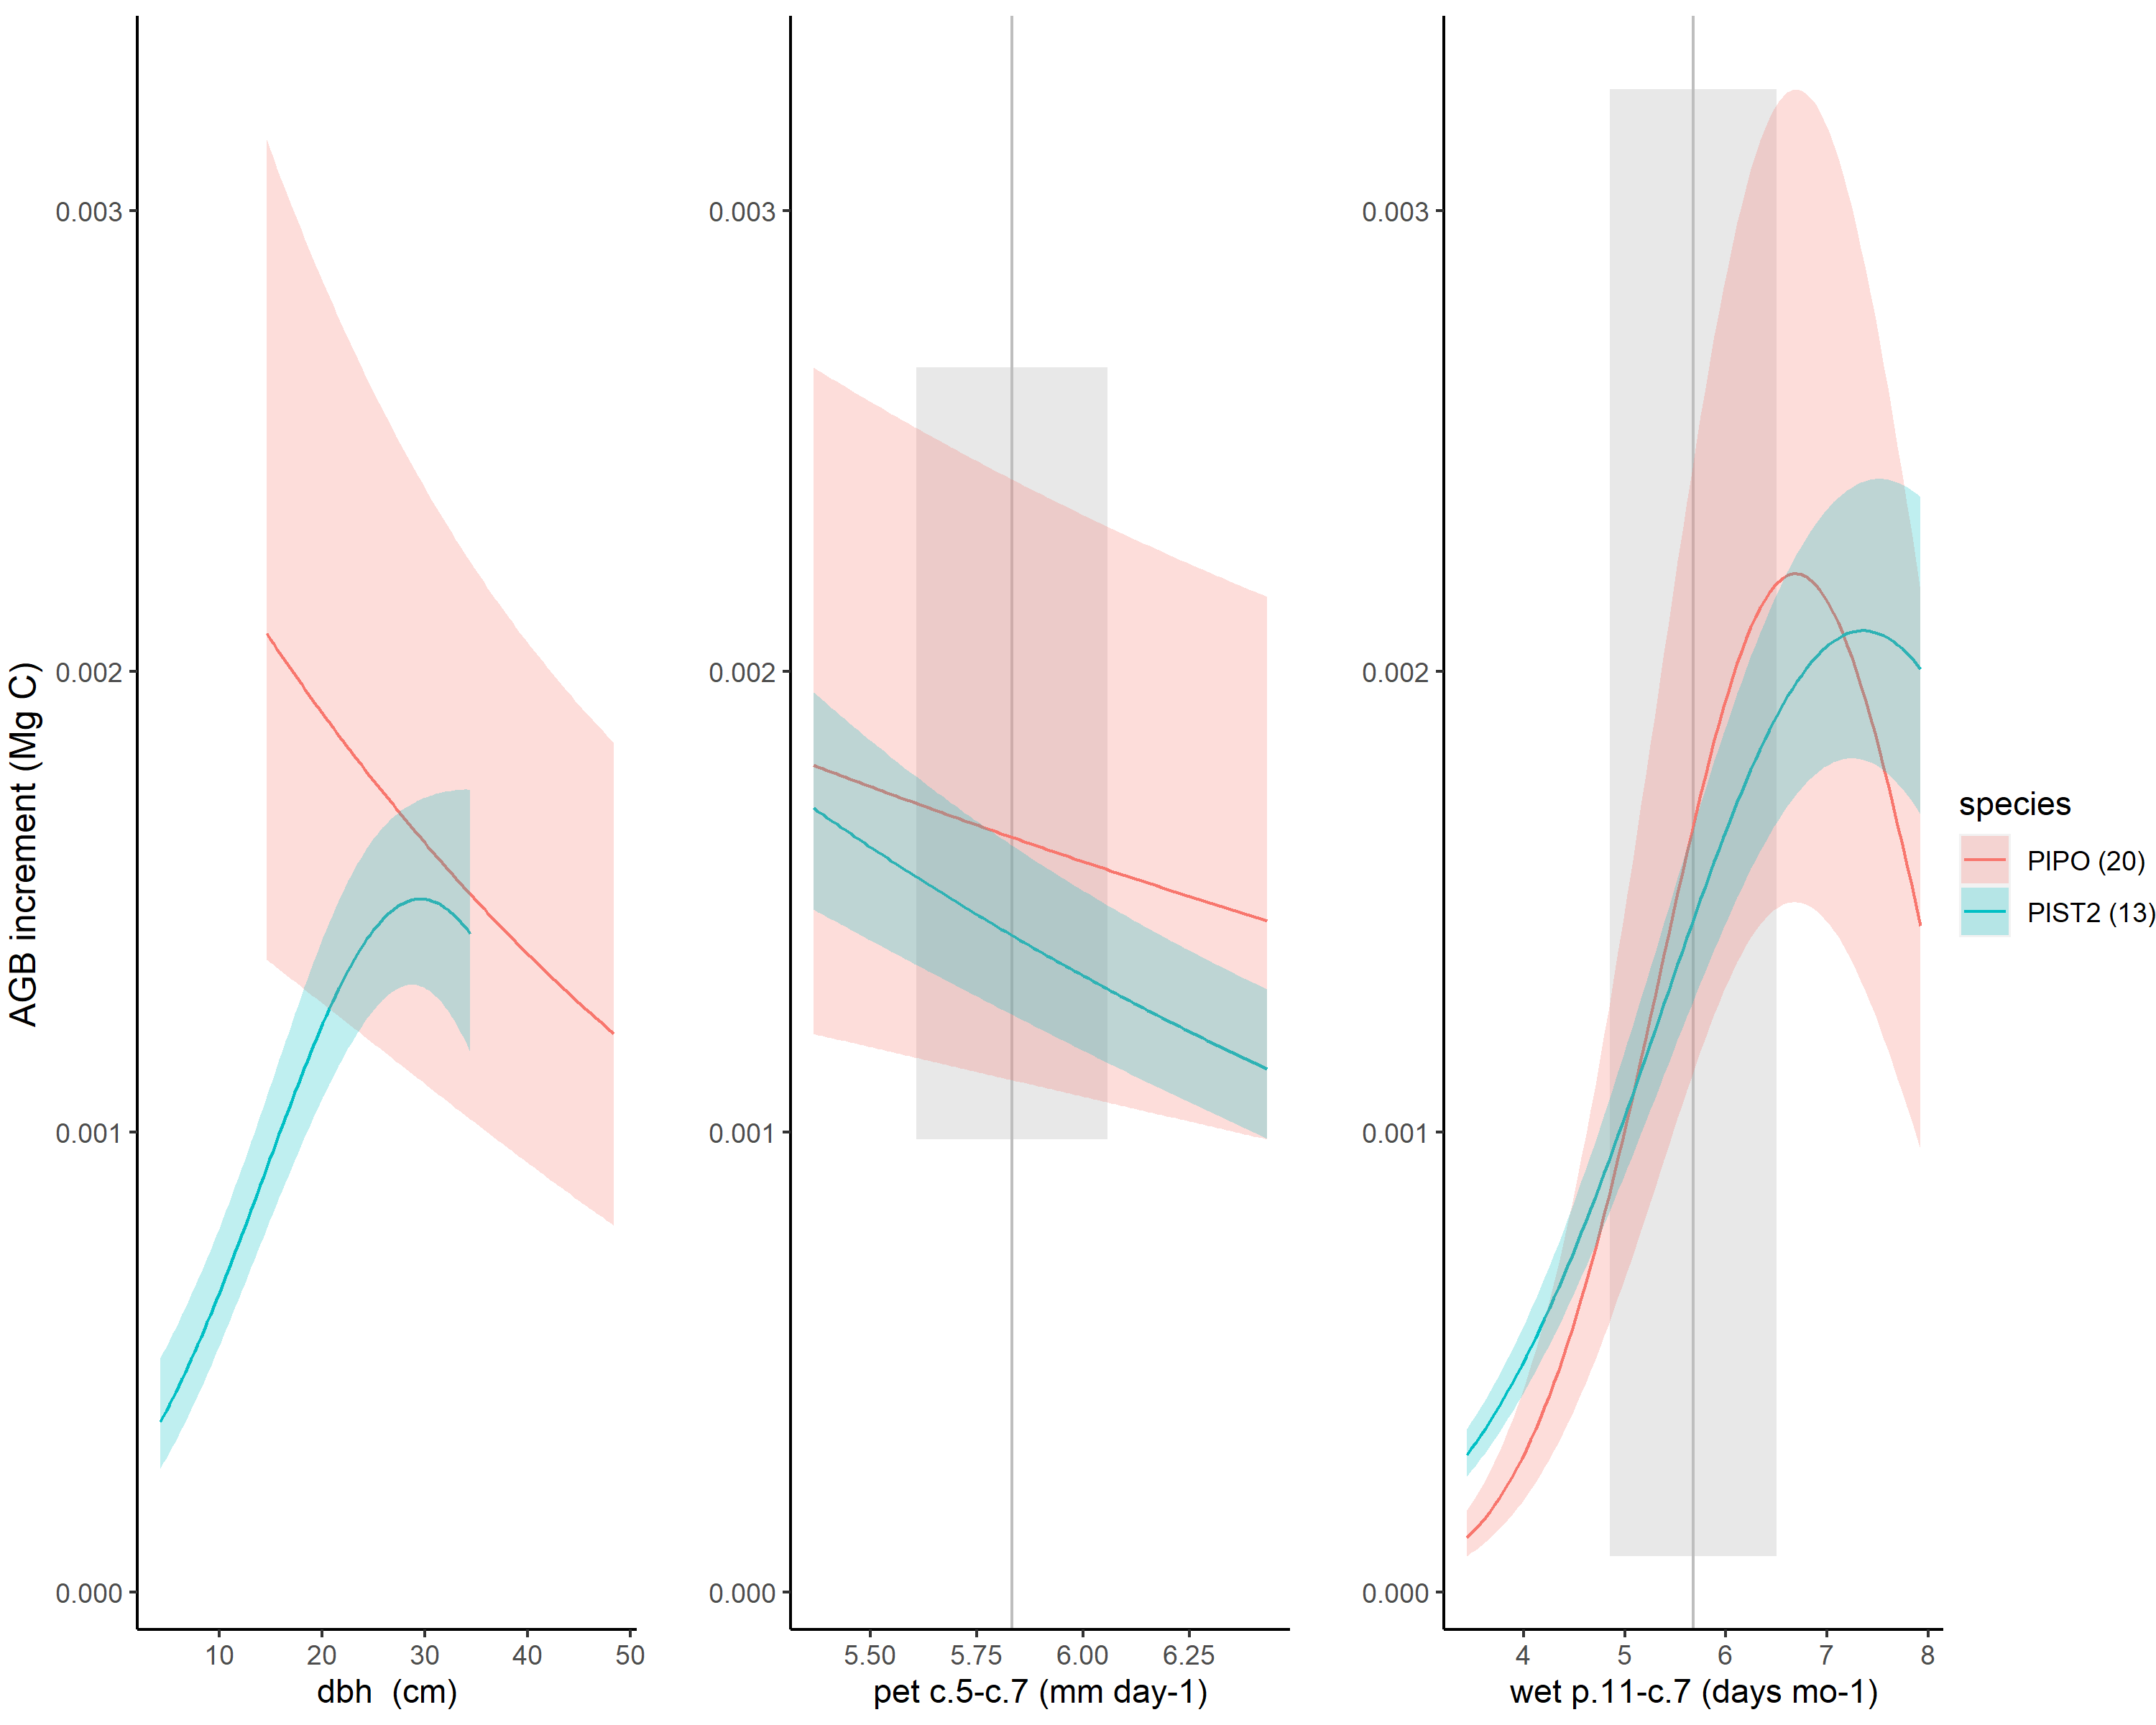 AGB increment (Mg C)
0.003
0.002
0.001
0.000
10 20 30 40 50
dbh  (cm)
0.003
0.002
0.001
0.000
5.50 5.75 6.00 6.25
pet c.5-c.7 (mm day-1)
0.003
0.002
0.001
0.000
4 5 6 7 8
wet p.11-c.7 (days mo-1)
species
PIPO (20)
PIST2 (13)